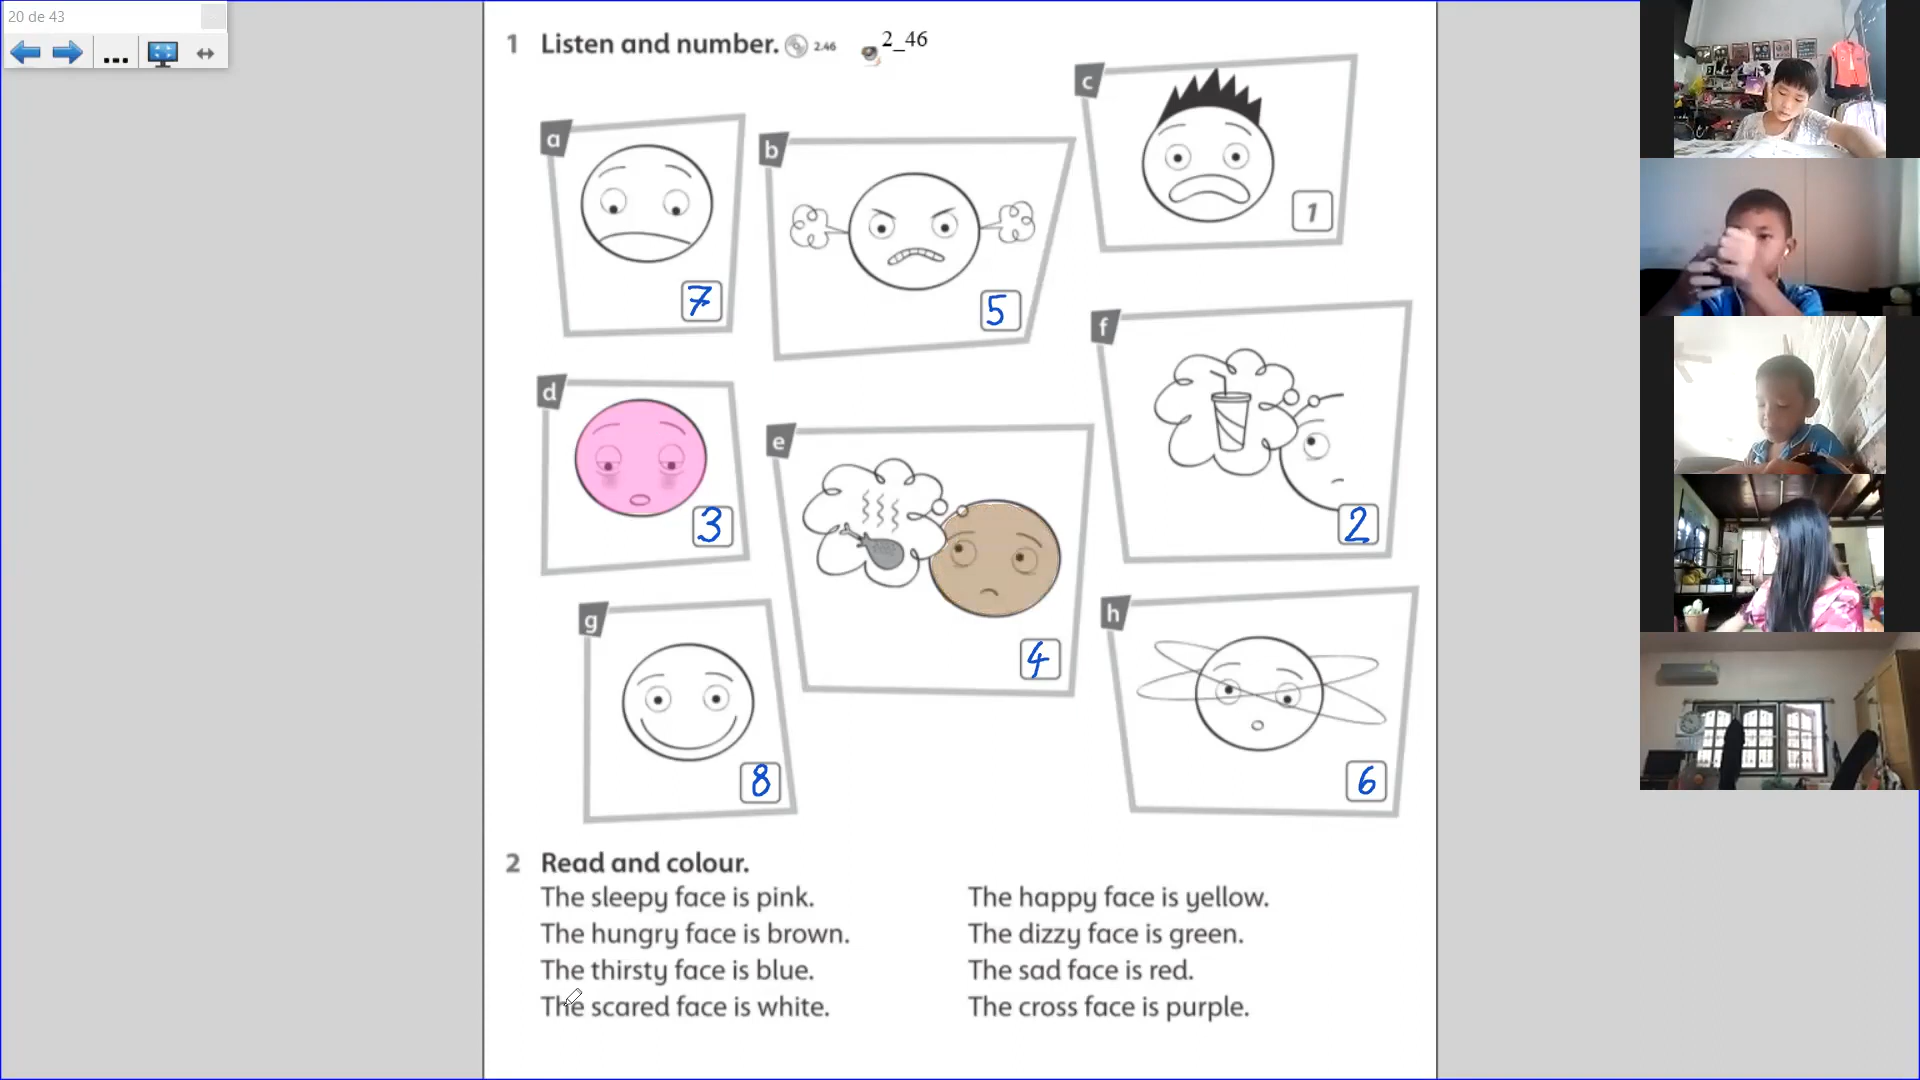 20 de 43
1 Listen and number. 2.46 2_46
a
7
b
5
c
1
d
3
e
4
f
2
g
8
h
6
2 Read and colour.
The sleepy face is pink.
The hungry face is brown.
The thirsty face is blue.
The scared face is white.
The happy face is yellow.
The dizzy face is green.
The sad face is red.
The cross face is purple.